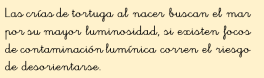 Las crías de tortuga al nacer buscan el mar
por su mayor luminosidad, si existen focos
de contaminación lumínica corren el riesgo
de desorientarse.